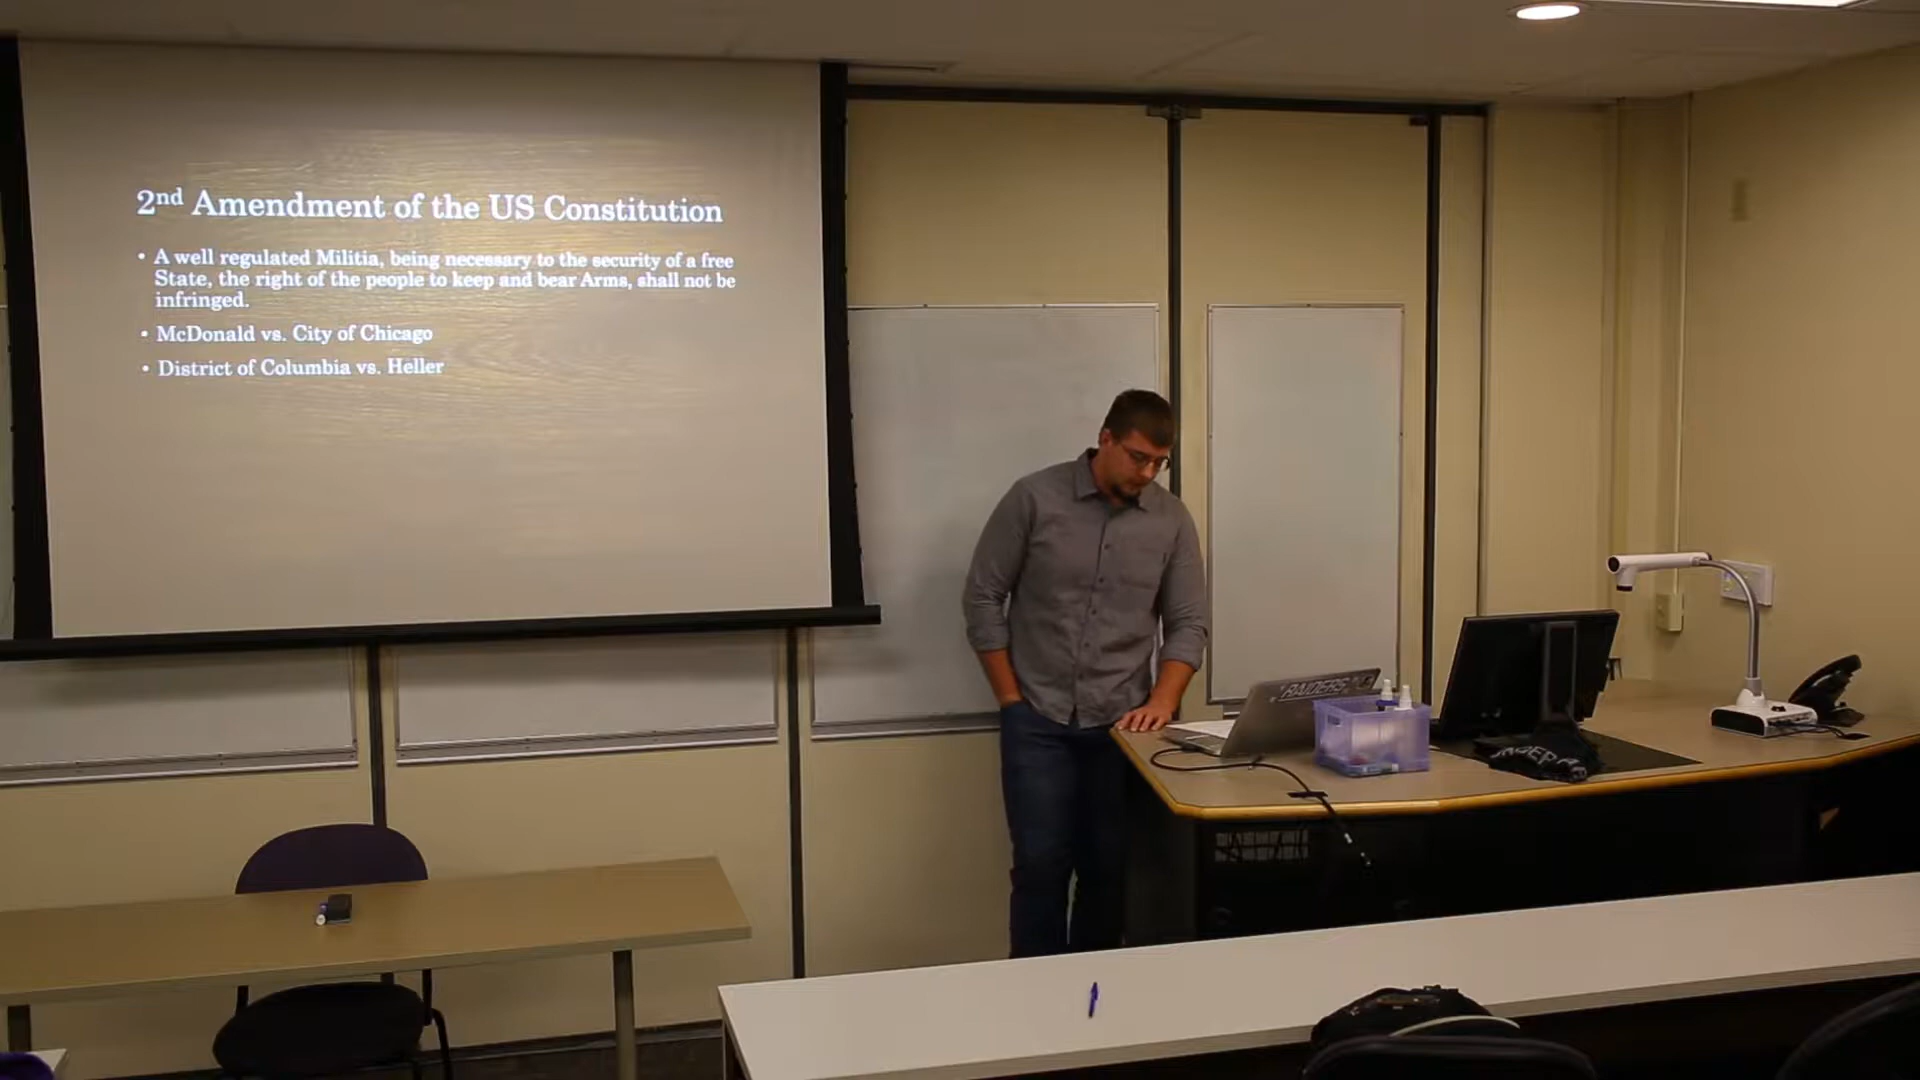 2nd Amendment of the US Constitution
• A well regulated Militia, being necessary to the security of a free
State, the right of the people to keep and bear Arms, shall not be
infringed.
• McDonald vs. City of Chicago
• District of Columbia vs. Heller
RAIDERS